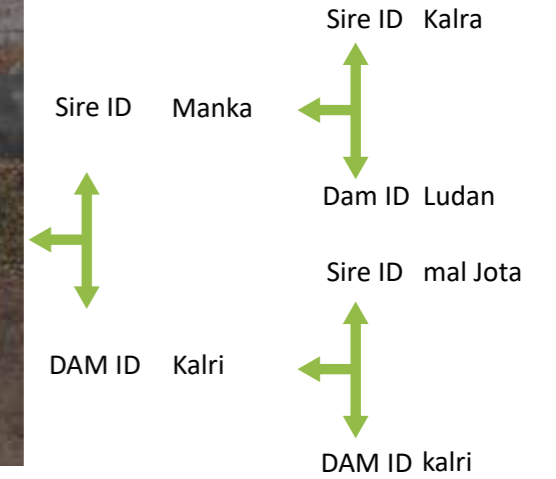 Sire ID Kalra
Sire ID Manka
Dam ID Ludan
Sire ID mal Jota
DAM ID Kalri
DAM ID kalri